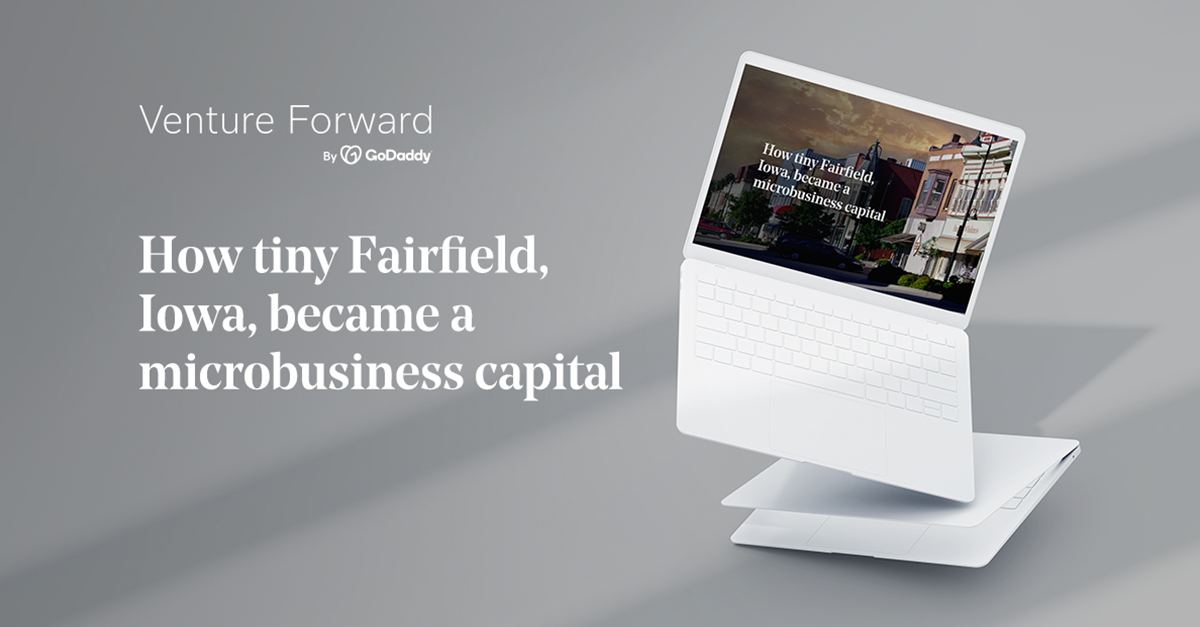 Venture Forward
By GoDaddy
How tiny Fairfield,
Iowa, became a
microbusiness capital
How tiny Fairfield,
Iowa, became a
microbusiness capital